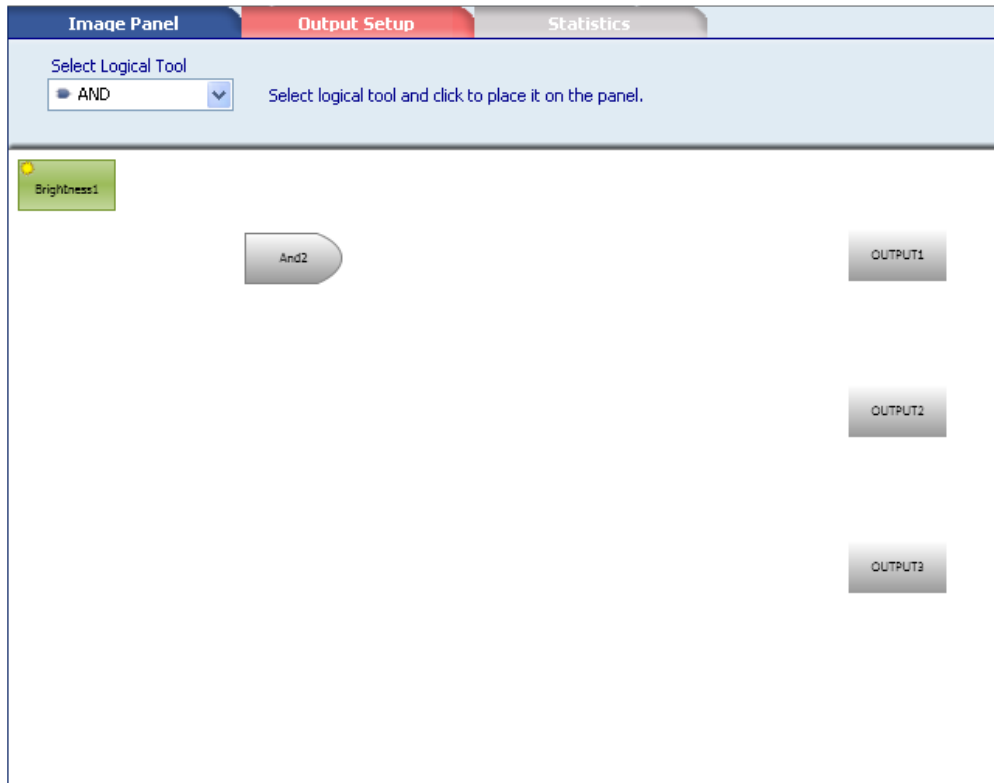 Image Panel Output Setup Statistics
Select Logical Tool
AND
Select logical tool and click to place it on the panel.
Brightness1
And2
OUTPUT1
OUTPUT2
OUTPUT3